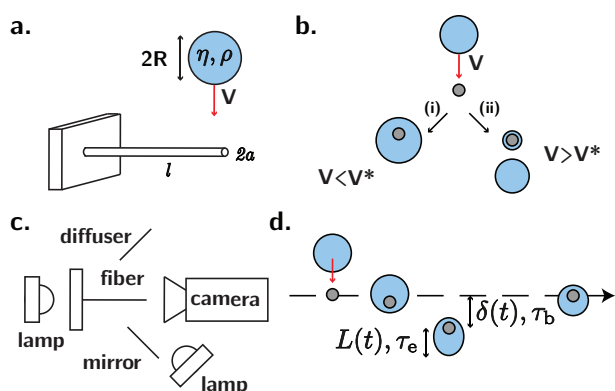 a.
2R
η, ρ
V
l
2a
b.
V
(i)
(ii)
V<V*
V>V*
c.
diffuser
fiber
camera
lamp
mirror
lamp
d.
δ(t), τb
L(t), τe